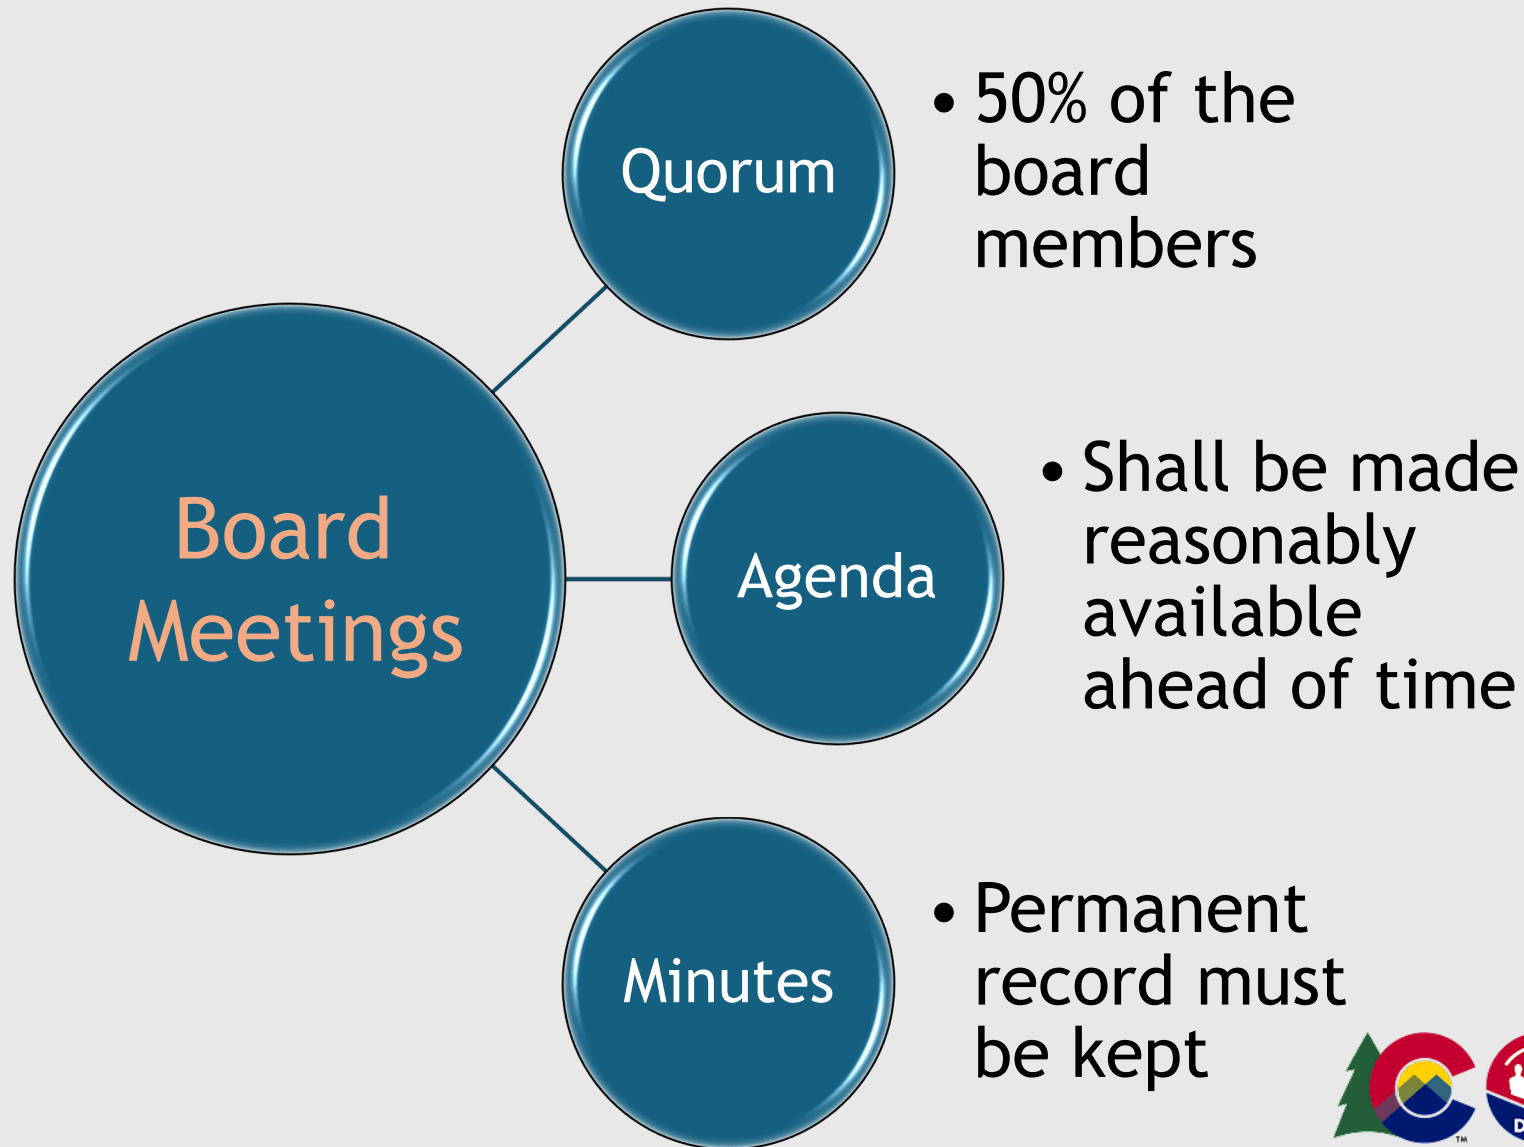 Quorum
• 50% of the
board
members
Board
Meetings
Agenda
• Shall be made
reasonably
available
ahead of time
Minutes
• Permanent
record must
be kept
TM